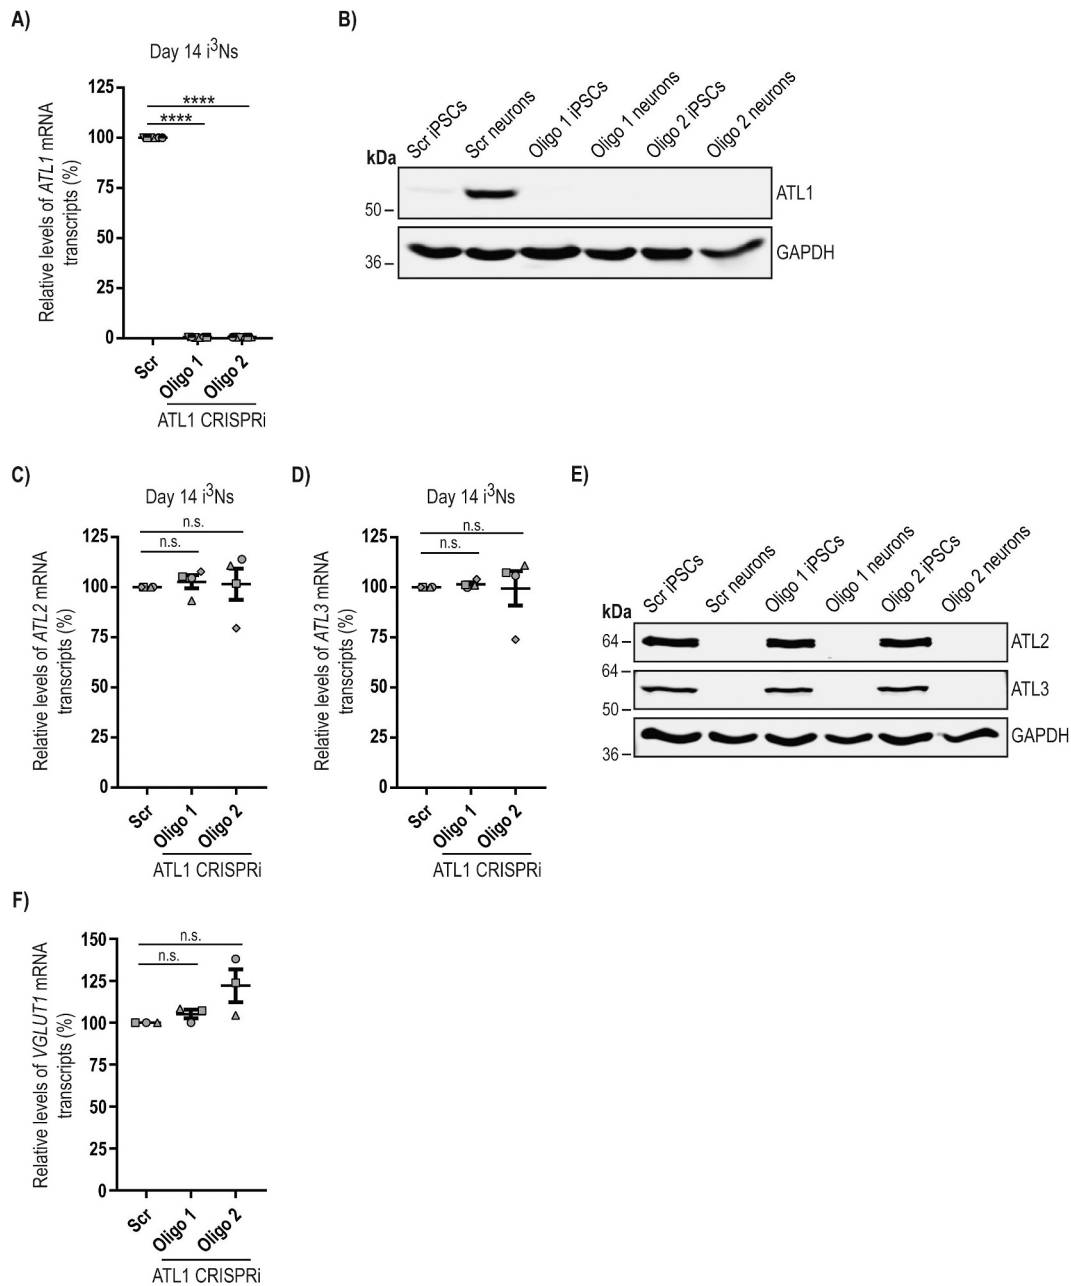 A)
Day 14 i³Ns
Relative levels of ATL1 mRNA
transcripts (%)
125
100
75
50
25
0
****
****
Scr
Oligo 1
Oligo 2
ATL1 CRISPRi
B)
kDa
Scr iPSCs
Scr neurons
Oligo 1 iPSCs
Oligo 1 neurons
Oligo 2 iPSCs
Oligo 2 neurons
50
ATL1
36
GAPDH
C)
Day 14 i³Ns
Relative levels of ATL2 mRNA
transcripts (%)
125
100
75
50
25
0
n.s.
n.s.
Scr
Oligo 1
Oligo 2
ATL1 CRISPRi
D)
Day 14 i³Ns
Relative levels of ATL3 mRNA
transcripts (%)
125
100
75
50
25
0
n.s.
n.s.
Scr
Oligo 1
Oligo 2
ATL1 CRISPRi
E)
kDa
Scr iPSCs
Scr neurons
Oligo 1 iPSCs
Oligo 1 neurons
Oligo 2 iPSCs
Oligo 2 neurons
64
ATL2
64
ATL3
50
GAPDH
36
F)
Relative levels of VGLUT1 mRNA
transcripts (%)
150
125
100
75
50
25
0
n.s.
n.s.
Scr
Oligo 1
Oligo 2
ATL1 CRISPRi